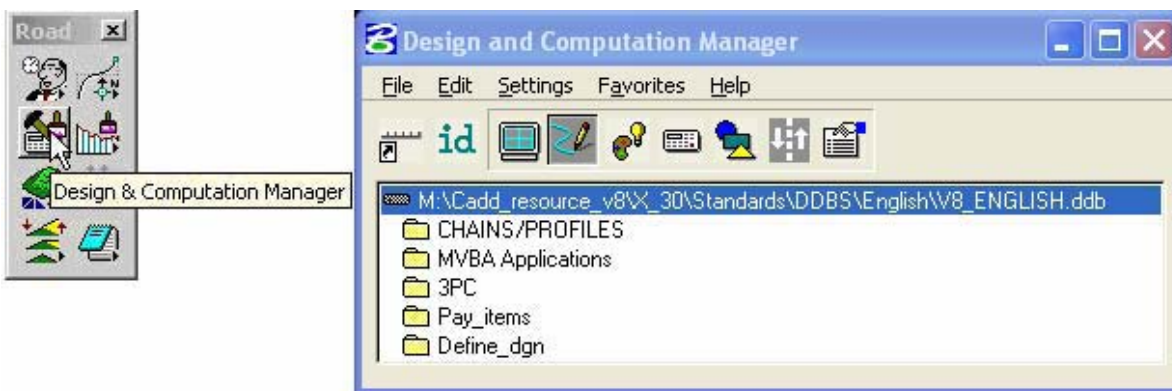 Road
Design & Computation Manager
Design and Computation Manager
File Edit Settings Favorites Help
id
M:\Cadd_resource_v8\X_30\Standards\DDBS\English\V8_ENGLISH.ddb
CHAINS/PROFILES
MVBA Applications
3PC
Pay_items
Define_dgn